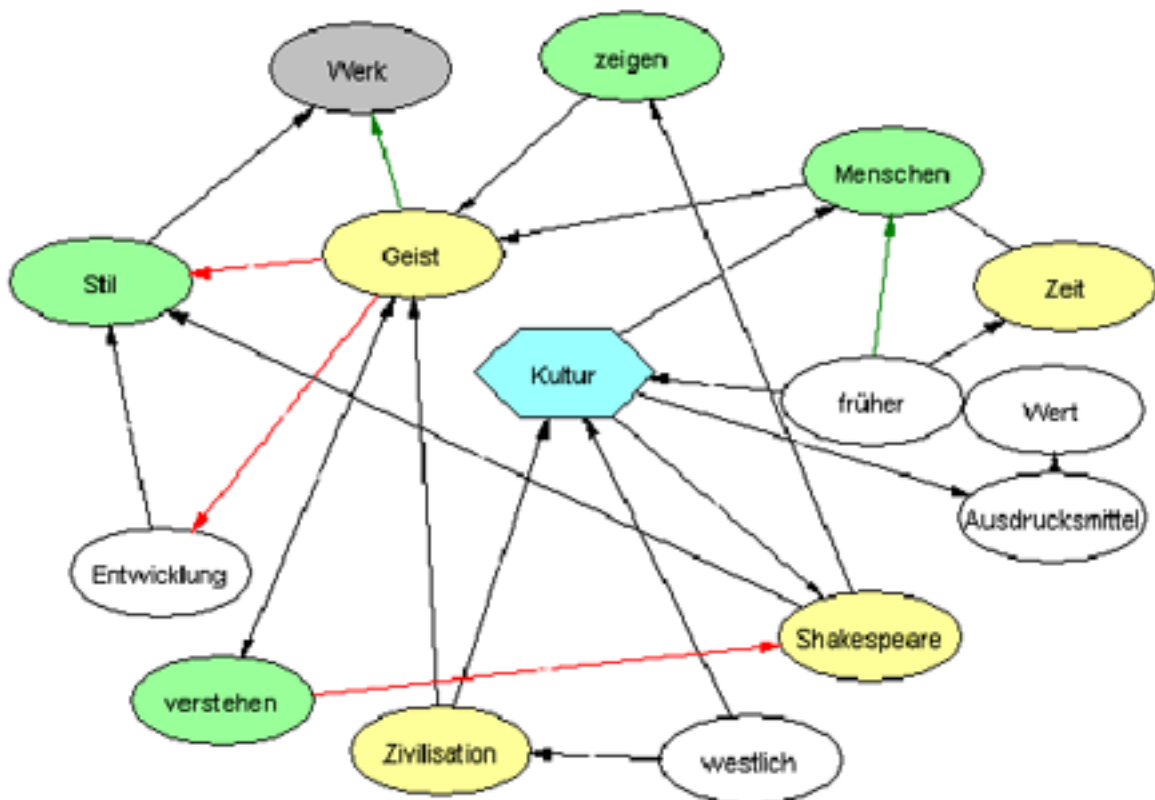 Werk
zeigen
Menschen
Geist
Stil
Zeit
Kultur
früher
Wert
Ausdrucksmittel
Entwicklung
Shakespeare
verstehen
Zivilisation
westlich